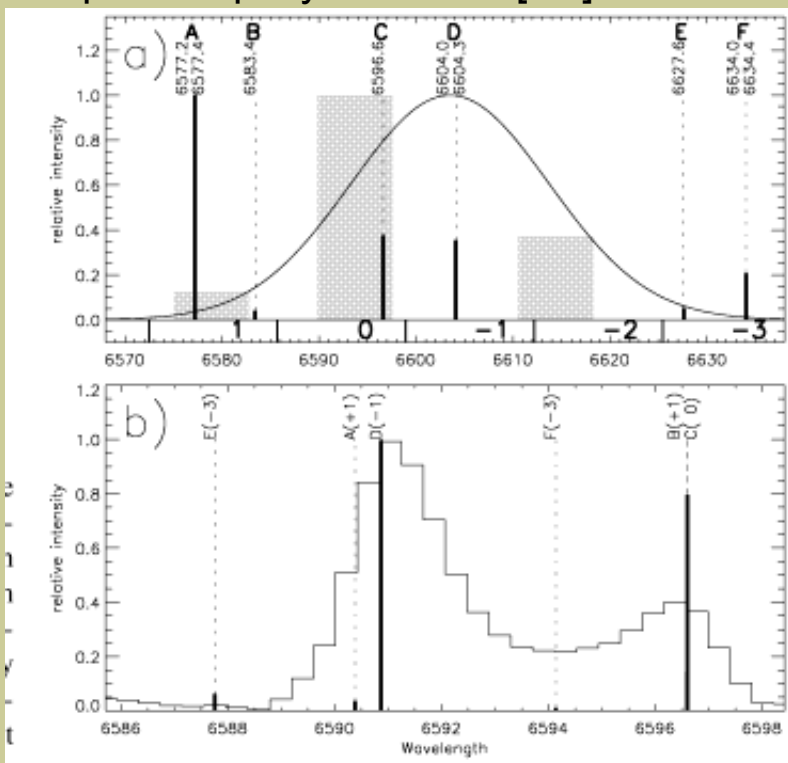 a)
A B C D E F
6577.2 6577.4 6583.4 6596.6 6604.0 6604.3 6627.6 6634.0 6634.4
relative intensity
1.2
1.0
0.8
0.6
0.4
0.2
0.0
1 0 -1 -2 -3
6570 6580 6590 6600 6610 6620 6630
b)
E(-3) A(+1) D(-1) F(-3) B(+1) C( 0)
relative intensity
1.2
1.0
0.8
0.6
0.4
0.2
0.0
6586 6588 6590 6592 6594 6596 6598
Wavelength